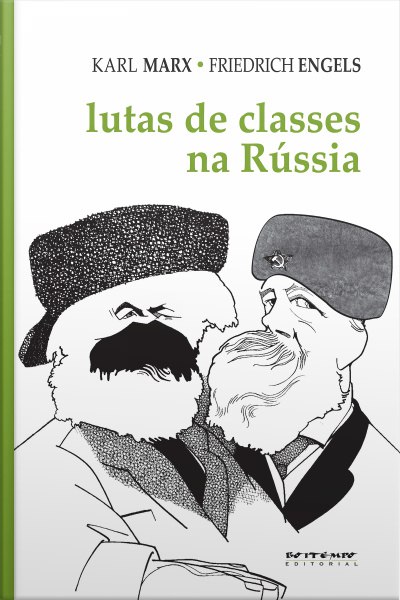 KARL MARX • FRIEDRICH ENGELS
lutas de classes
na Rússia
BOITEMPO
EDITORIAL